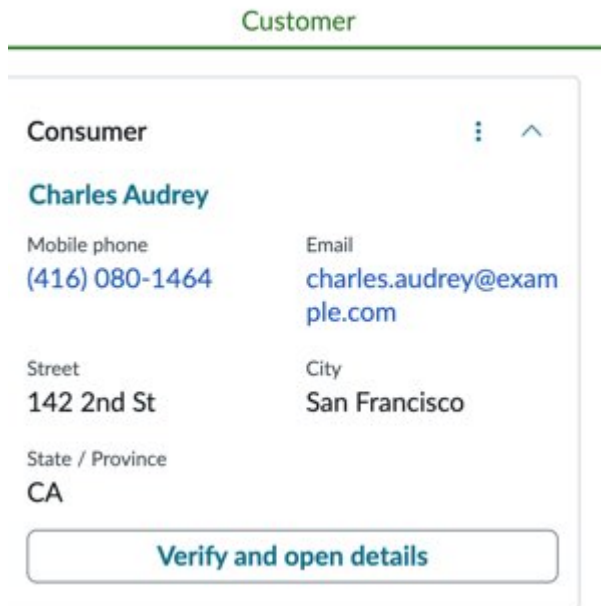 Customer
Consumer
Charles Audrey
Mobile phone
(416) 080-1464
Email
charles.audrey@exam
ple.com
Street
142 2nd St
City
San Francisco
State / Province
CA
Verify and open details